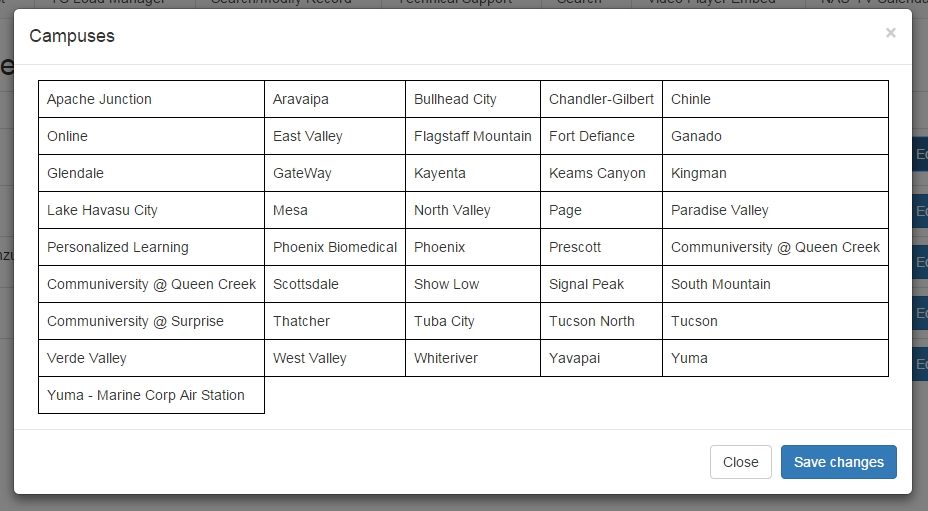 Campuses ×
Apache Junction Aravaipa Bullhead City Chandler-Gilbert Chinle
Online East Valley Flagstaff Mountain Fort Defiance Ganado
Glendale GateWay Kayenta Keams Canyon Kingman
Lake Havasu City Mesa North Valley Page Paradise Valley
Personalized Learning Phoenix Biomedical Phoenix Prescott Communiversity @ Queen Creek
Communiversity @ Queen Creek Scottsdale Show Low Signal Peak South Mountain
Communiversity @ Surprise Thatcher Tuba City Tucson North Tucson
Verde Valley West Valley Whiteriver Yavapai Yuma
Yuma - Marine Corp Air Station
Close Save changes